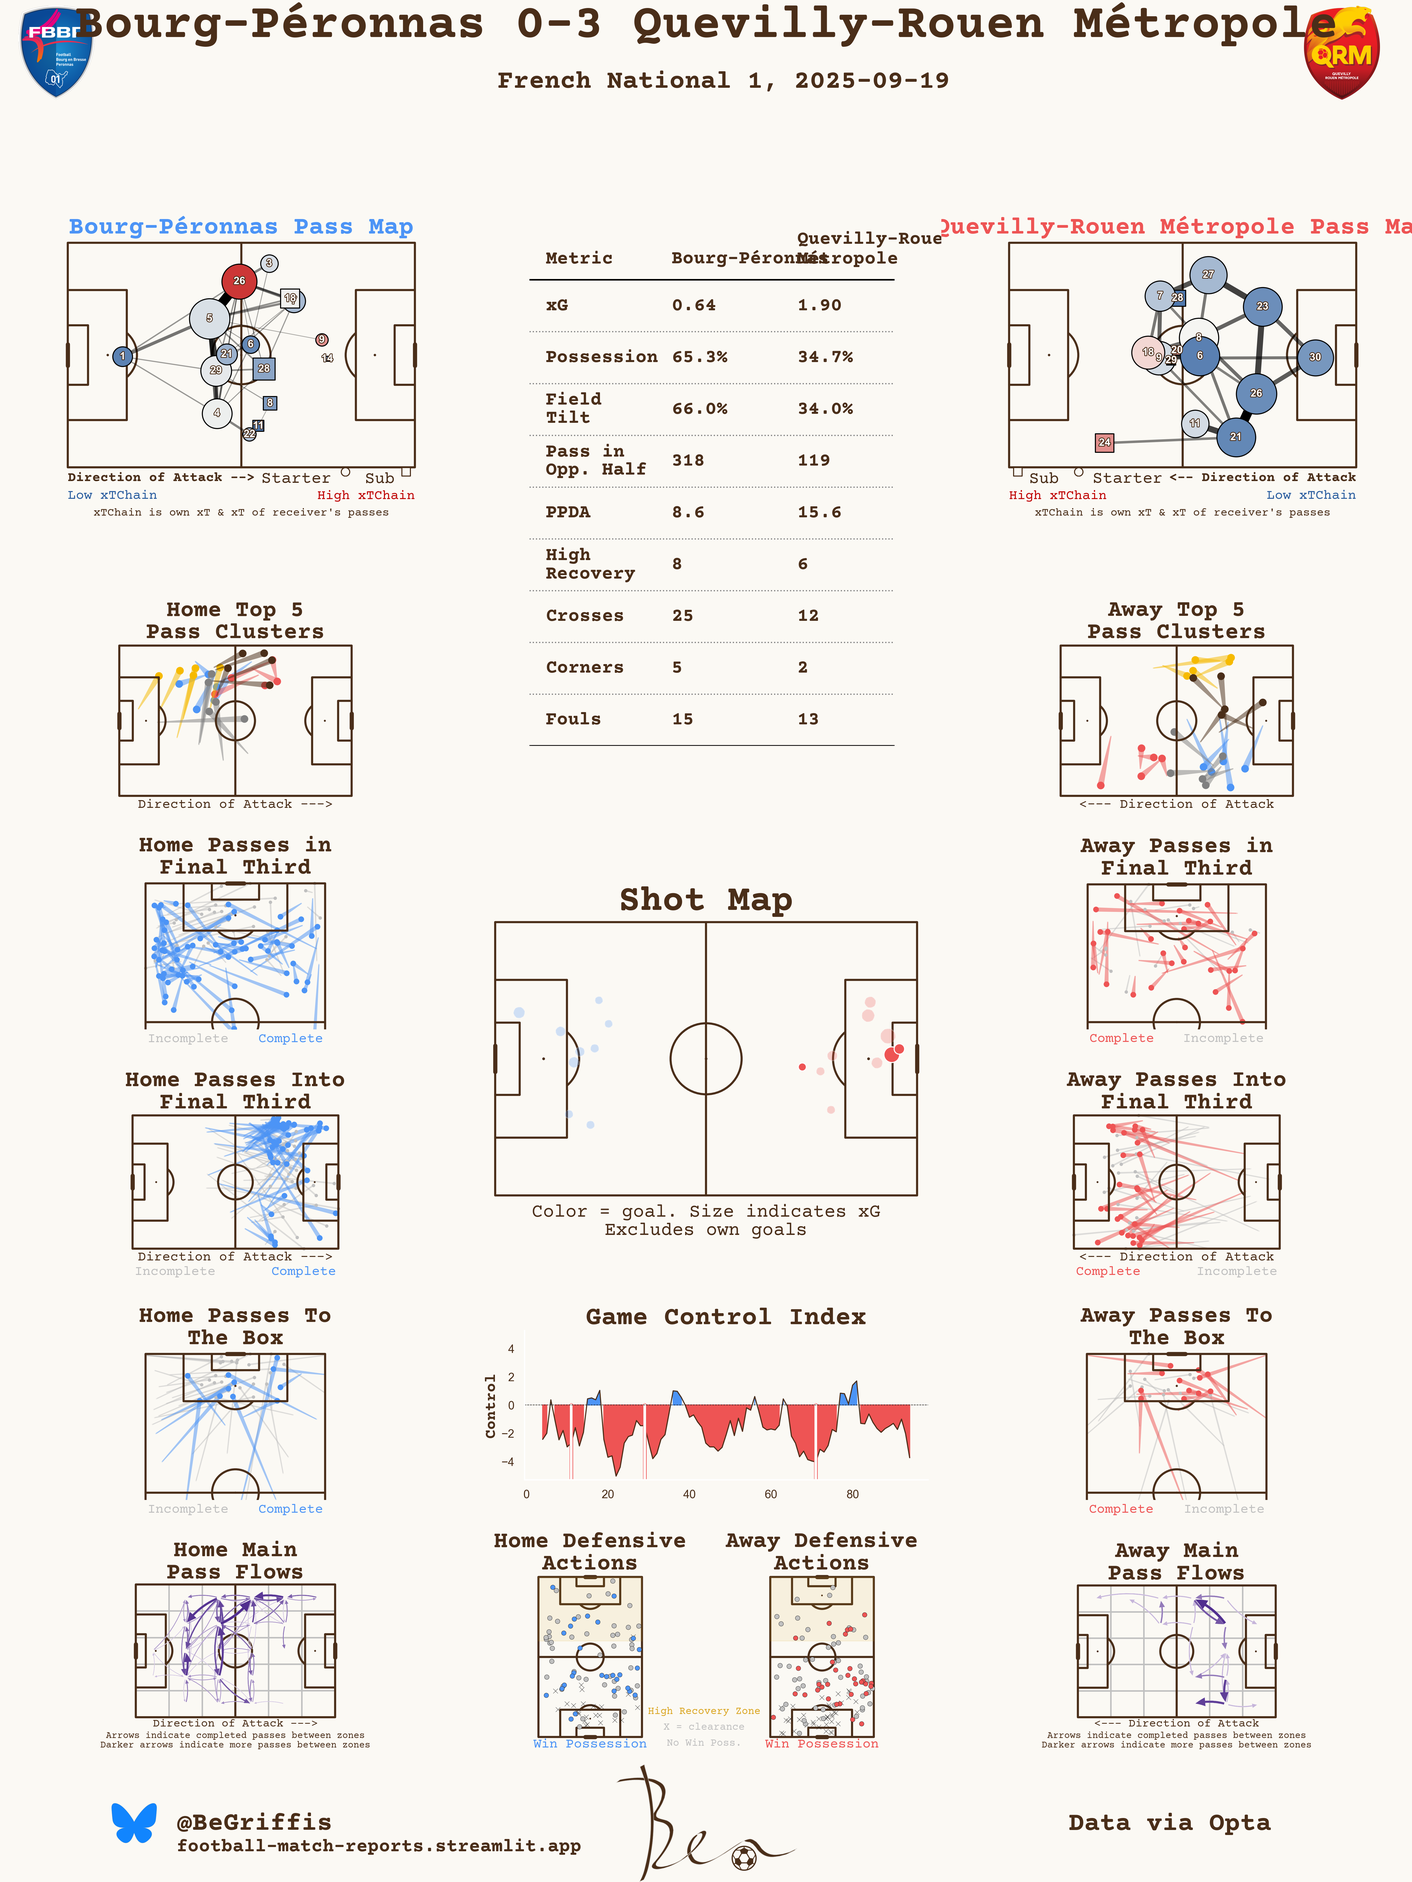 Bourg-Péronnas 0-3 Quevilly-Rouen Métropole
French National 1, 2025-09-19
FBBP
Football
Bourg en Bresse
Peronnas
01
QRM
QUEVILLY
ROUEN MÉTROPOLE
Bourg-Péronnas Pass Map
3
26
18
5
9
6
1
21
14
29
28
8
4
11
22
Direction of Attack --> Starter Sub
Low xTChain High xTChain
xTChain is own xT & xT of receiver's passes
Metric Bourg-Péronnas Quevilly-Roue
Métropole
xG 0.64 1.90
Possession 65.3% 34.7%
Field
Tilt 66.0% 34.0%
Pass in
Opp. Half 318 119
PPDA 8.6 15.6
High
Recovery 8 6
Crosses 25 12
Corners 5 2
Fouls 15 13
Quevilly-Rouen Métropole Pass Ma
27
7 28
23
8
18 9 20 29 6
30
26
11
21
24
Sub Starter <-- Direction of Attack
High xTChain Low xTChain
xTChain is own xT & xT of receiver's passes
Home Top 5
Pass Clusters
Direction of Attack --->
Away Top 5
Pass Clusters
<--- Direction of Attack
Home Passes in
Final Third
Incomplete Complete
Away Passes in
Final Third
Complete Incomplete
Shot Map
Color = goal. Size indicates xG
Excludes own goals
Home Passes Into
Final Third
Direction of Attack --->
Incomplete Complete
Away Passes Into
Final Third
<--- Direction of Attack
Complete Incomplete
Home Passes To
The Box
Incomplete Complete
Game Control Index
Control
4
2
0
−2
−4
0 20 40 60 80
Away Passes To
The Box
Complete Incomplete
Home Main
Pass Flows
Direction of Attack --->
Arrows indicate completed passes between zones
Darker arrows indicate more passes between zones
Home Defensive
Actions
Win Possession
Away Defensive
Actions
Win Possession
High Recovery Zone
X = clearance
No Win Poss.
Away Main
Pass Flows
<--- Direction of Attack
Arrows indicate completed passes between zones
Darker arrows indicate more passes between zones
@BeGriffis
football-match-reports.streamlit.app
Ben
Data via Opta